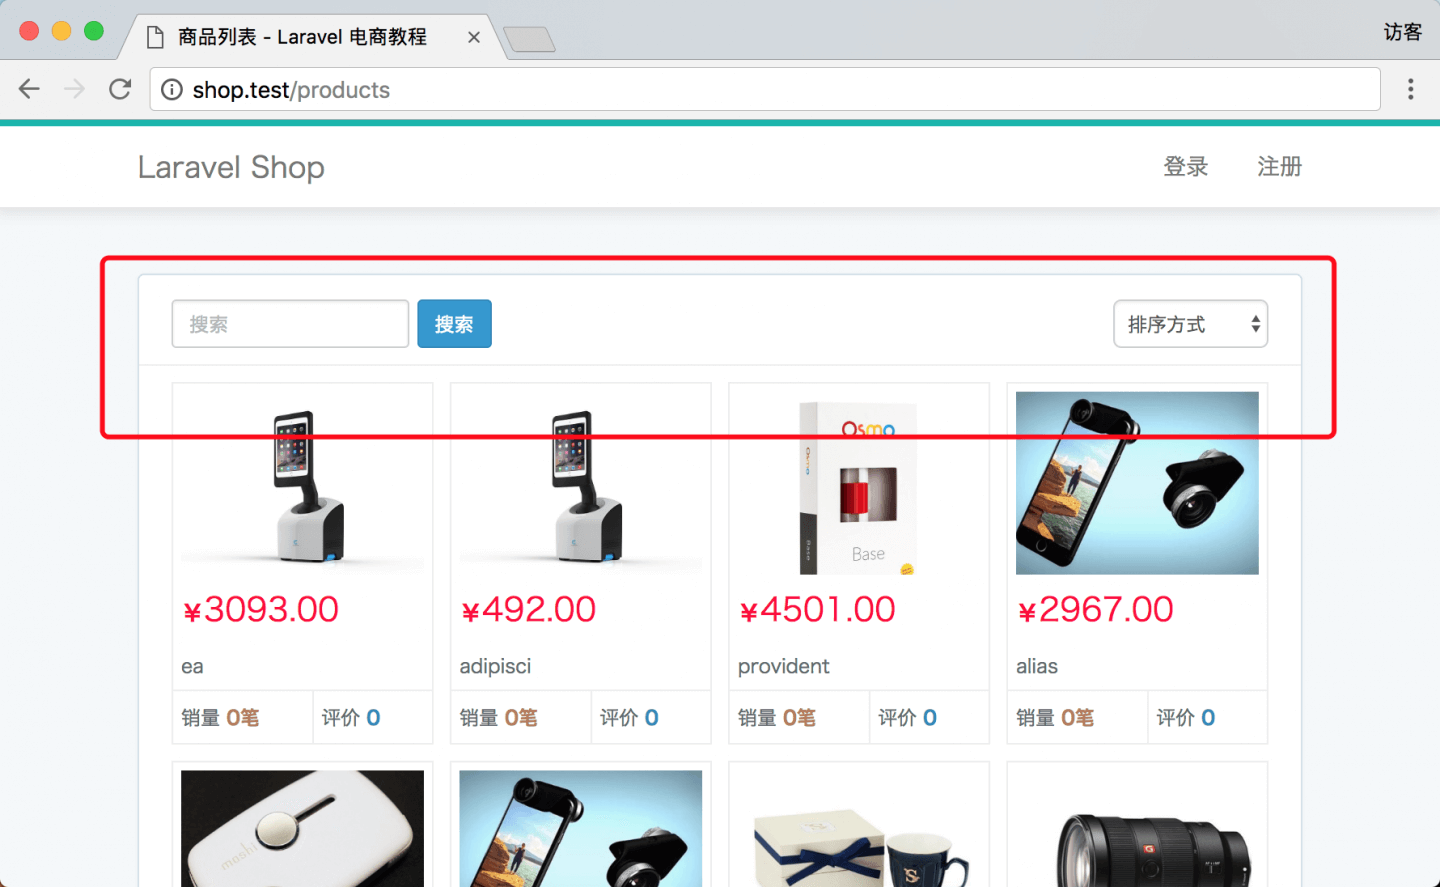 商品列表 - Laravel 电商教程
访客
shop.test/products
Laravel Shop
登录 注册
搜索 搜索 排序方式
Osmo
Osmo
Base
Base
¥3093.00 ¥492.00 ¥4501.00 ¥2967.00
ea adipisci provident alias
销量 0笔 评价 0 销量 0笔 评价 0 销量 0笔 评价 0 销量 0笔 评价 0
moshi
S
G